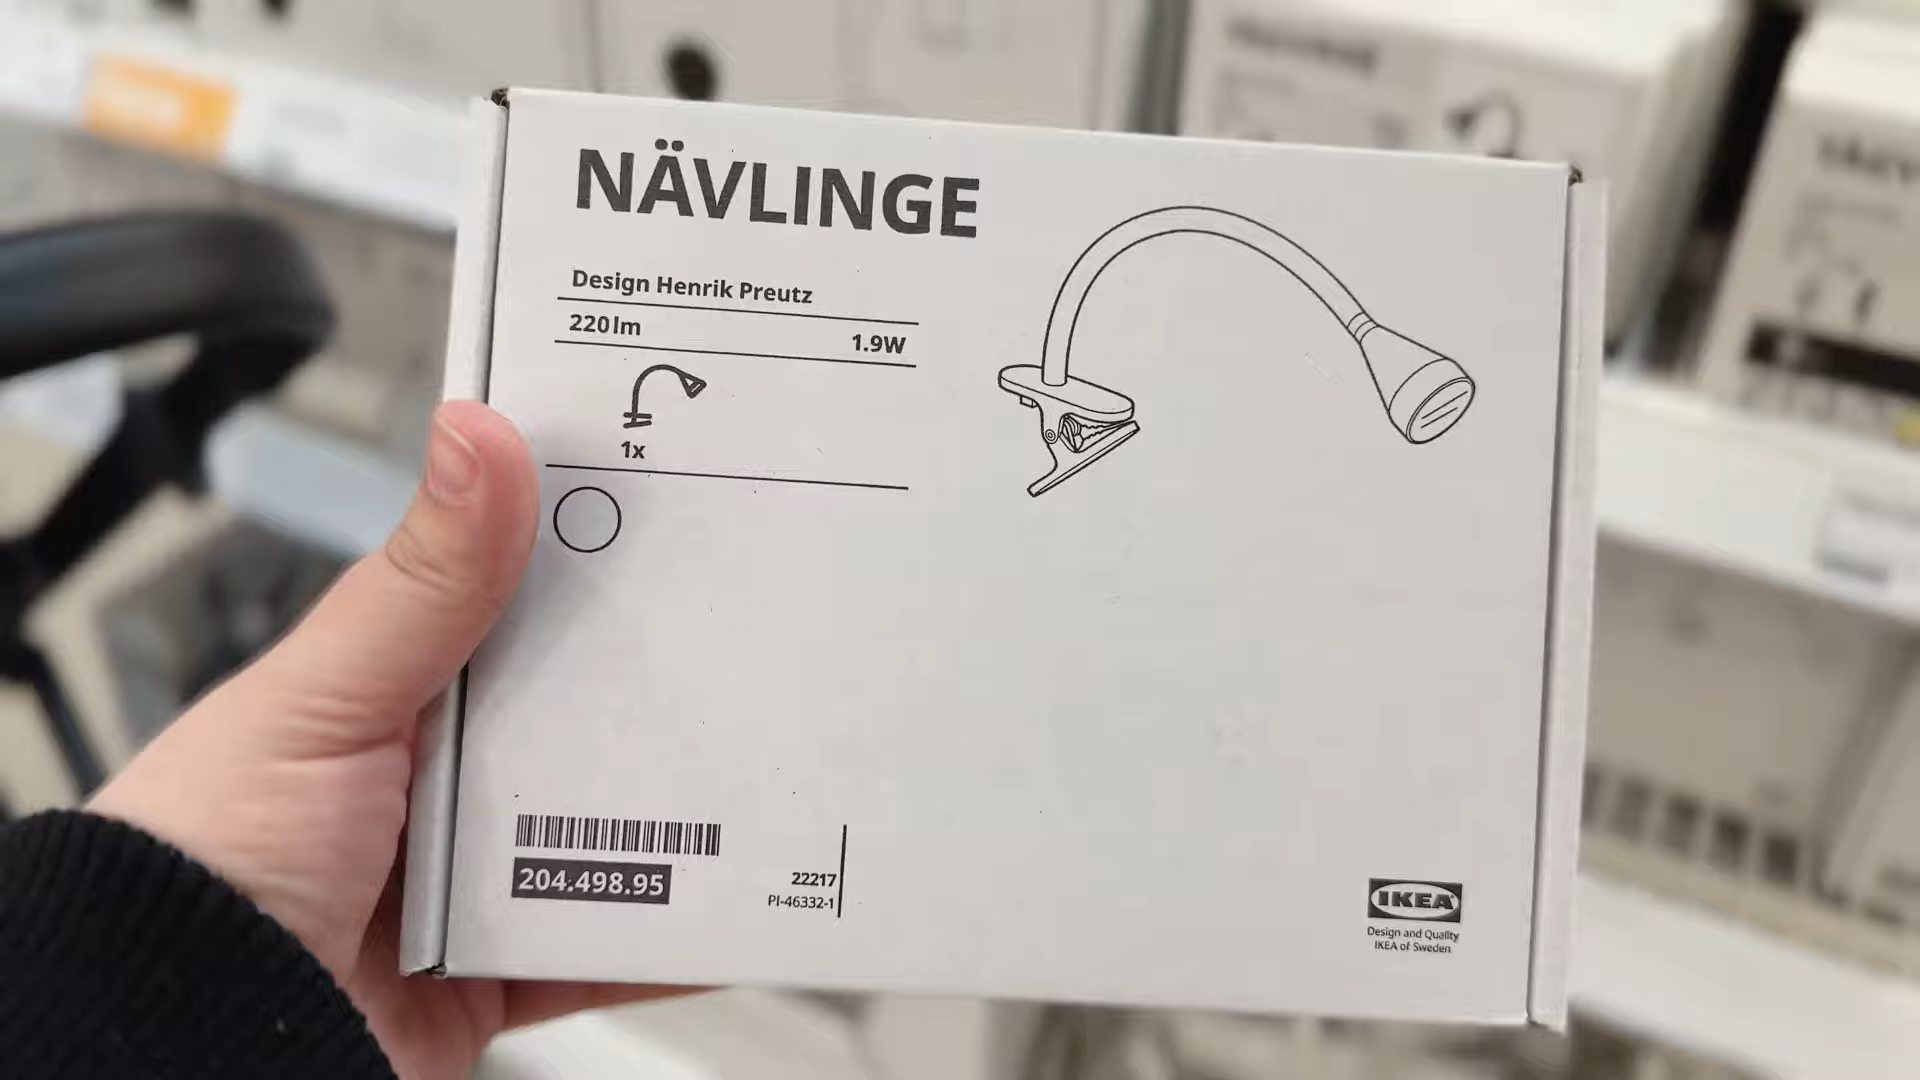 NÄVLINGE
Design Henrik Preutz
220 lm 1.9W
1x
204.498.95
22217
PI-46332-1
IKEA
Design and Quality
IKEA of Sweden